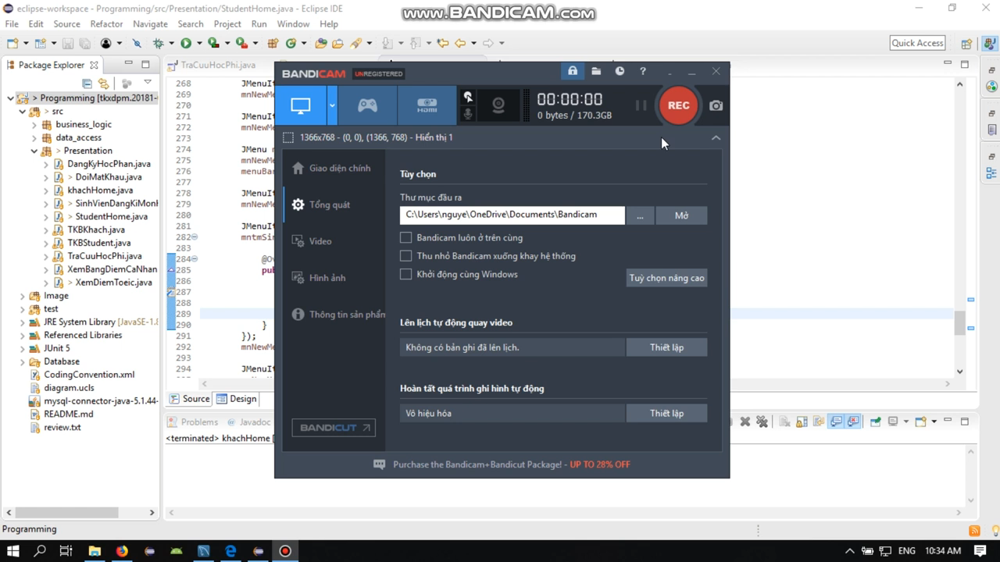 eclipse-workspace - Programming/src/Presentation/StudentHome.java - Eclipse IDE
www.BANDICAM.com
File Edit Source Refactor Navigate Search Project Run Window Help
Quick Access
Package Explorer
TraCuuHocPhi.java
> Programming [tkxdpm.20181-
> src
business_logic
data_access
> Presentation
DangKyHocPhan.java
> DoiMatKhau.java
khachHome.java
> SinhVienDangKiMonH
> StudentHome.java
TKBKhach.java
TKBStudent.java
TraCuuHocPhi.java
XemBangDiemCaNhan
> XemDiemToeic.java
Image
test
JRE System Library [JavaSE-1.8
Referenced Libraries
JUnit 5
Database
CodingConvention.xml
diagram.ucls
mysql-connector-java-5.1.44-
README.md
review.txt
268 JMenuIt
269 mnNewMe
270
271 JMenuIt
272 mnNewMe
273
274 JMenu
275 mnNewMe
276 menuBar
277
278 JMenuIt
279 mnNewMe
280
281 JMenuIt
282 mntmSin
283
284 @Ov
285 pub
286
287
288
289
290 }
291 });
292 mnNewMe
293
294 JMenuIt
Source Design
BANDICAM UNREGISTERED
HDMI
00:00:00
0 bytes / 170.3GB
REC
1366x768 - (0, 0), (1366, 768) - Hiển thị 1
Giao diện chính
Tổng quát
Video
Hình ảnh
Thông tin sản phẩm
BANDICUT
Tùy chọn
Thư mục đầu ra
C:\Users\nguye\OneDrive\Documents\Bandicam
... Mở
Bandicam luôn ở trên cùng
Thu nhỏ Bandicam xuống khay hệ thống
Khởi động cùng Windows
Tuỳ chọn nâng cao
Lên lịch tự động quay video
Không có bản ghi đã lên lịch. Thiết lập
Hoàn tất quá trình ghi hình tự động
Vô hiệu hóa Thiết lập
Purchase the Bandicam+Bandicut Package! - UP TO 28% OFF
Problems @ Javadoc
<terminated> khachHome [
Programming
ENG 10:34 AM